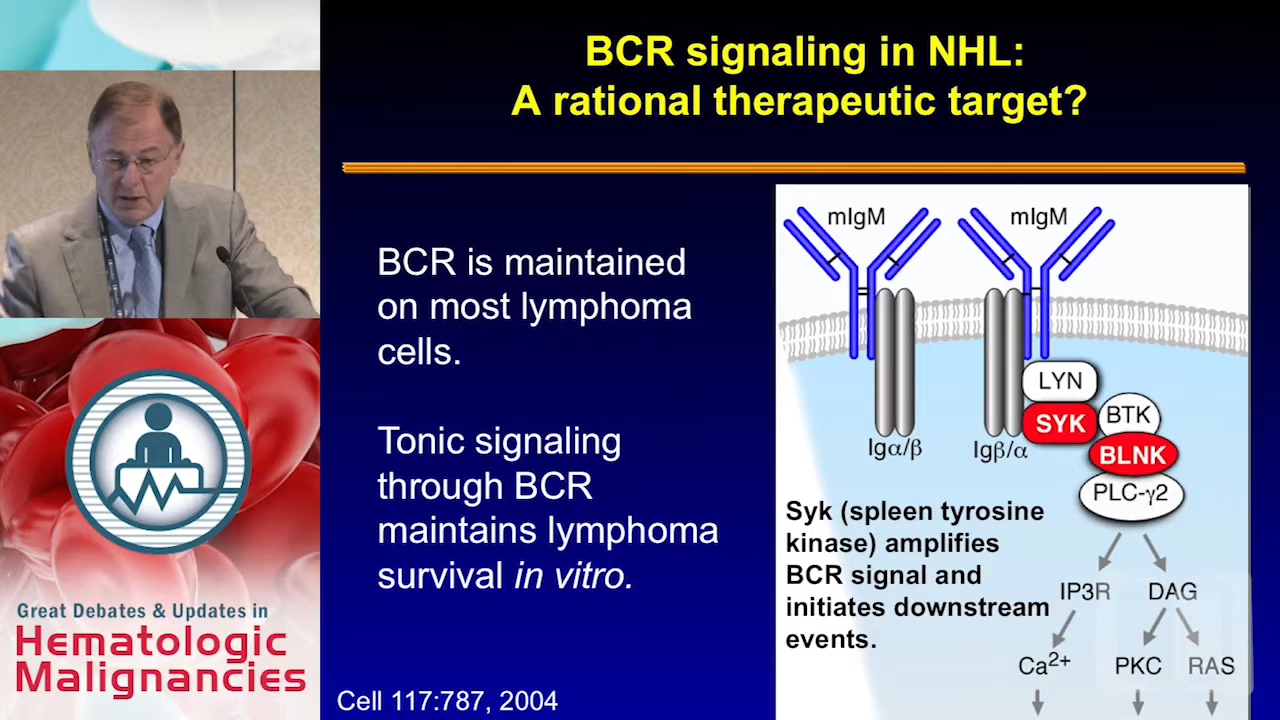 BCR signaling in NHL:
A rational therapeutic target?
BCR is maintained
on most lymphoma
cells.
Tonic signaling
through BCR
maintains lymphoma
survival in vitro.
Cell 117:787, 2004
mIgM
mIgM
Igα/β
Igβ/α
LYN
SYK
BTK
BLNK
PLC-γ2
Syk (spleen tyrosine
kinase) amplifies
BCR signal and
initiates downstream
events.
IP3R
DAG
Ca2+
PKC
RAS
Great Debates & Updates in
Hematologic
Malignancies